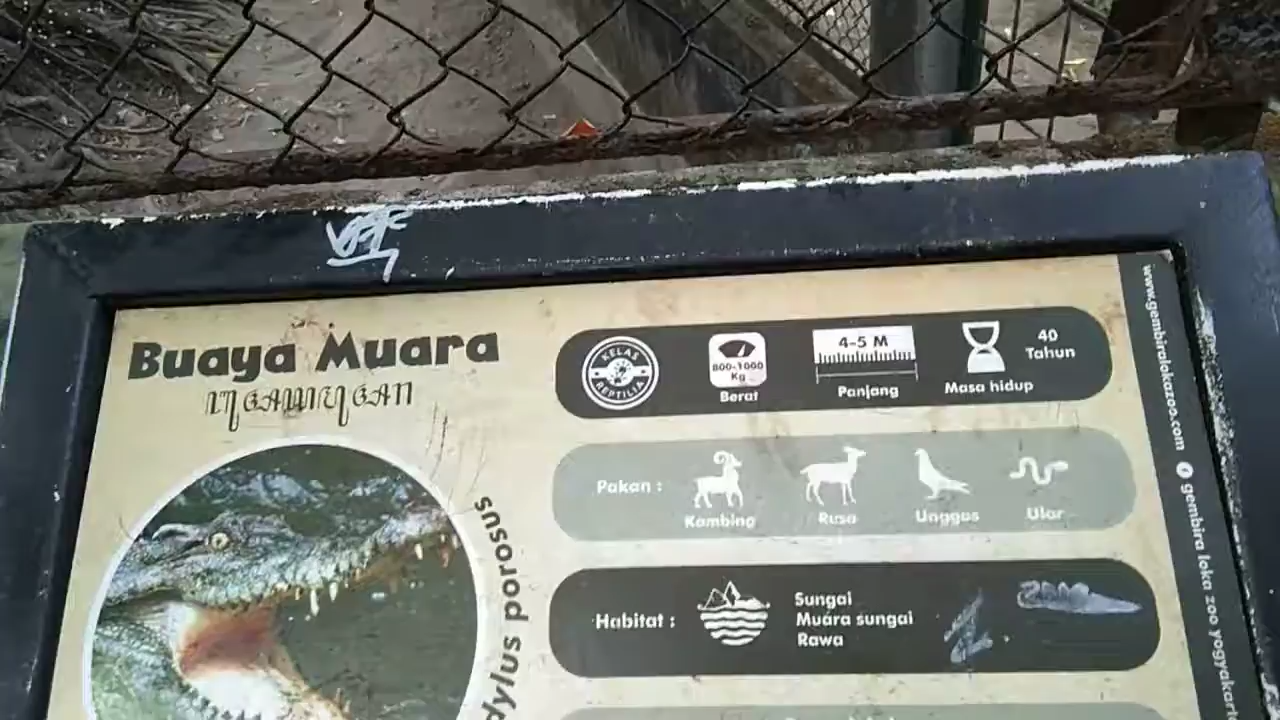 Buaya Muara
KELAS
REPTILIA
800-1000
Kg
Berat
4-5 M
Panjang
Masa hidup
40
Tahun
Pakan :
Kambing
Rusa
Unggas
Ular
Habitat :
Sungai
Muara sungai
Rawa
dylus porosus
www.gembiralokazoo.com
gembira loka zoo yogyakart